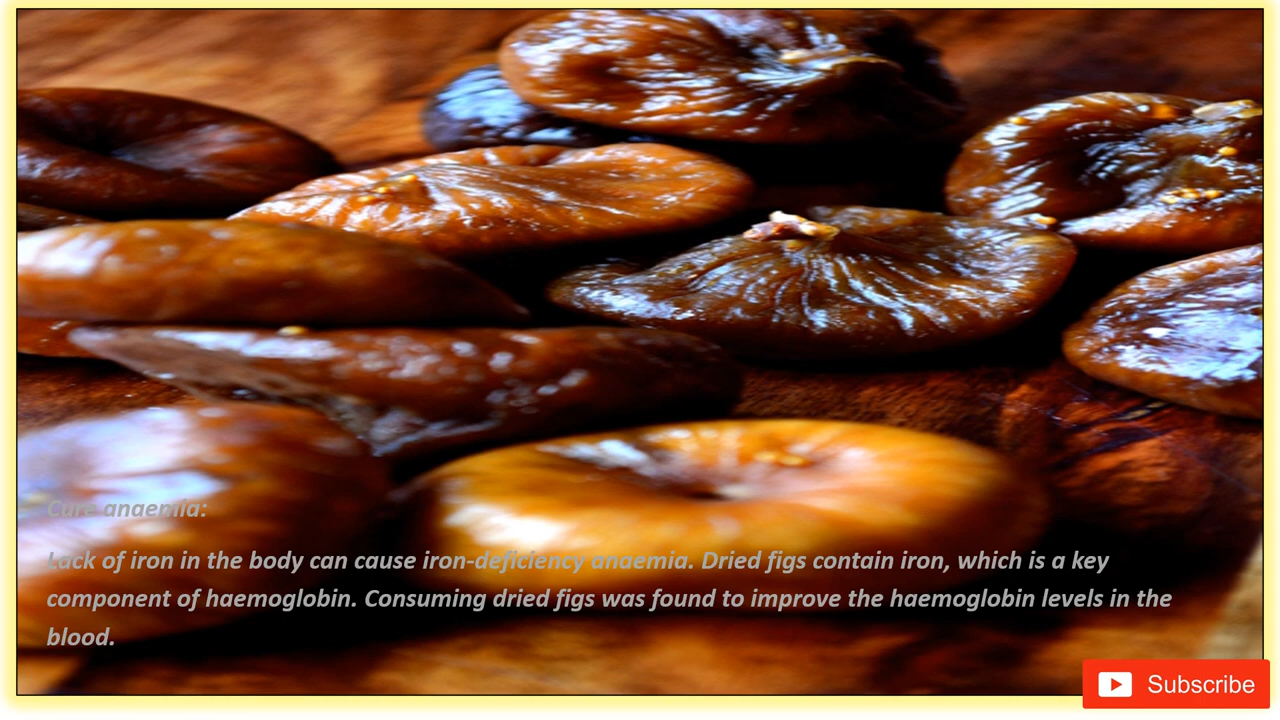 Cure anaemia:
Lack of iron in the body can cause iron-deficiency anaemia. Dried figs contain iron, which is a key
component of haemoglobin. Consuming dried figs was found to improve the haemoglobin levels in the
blood.
Subscribe